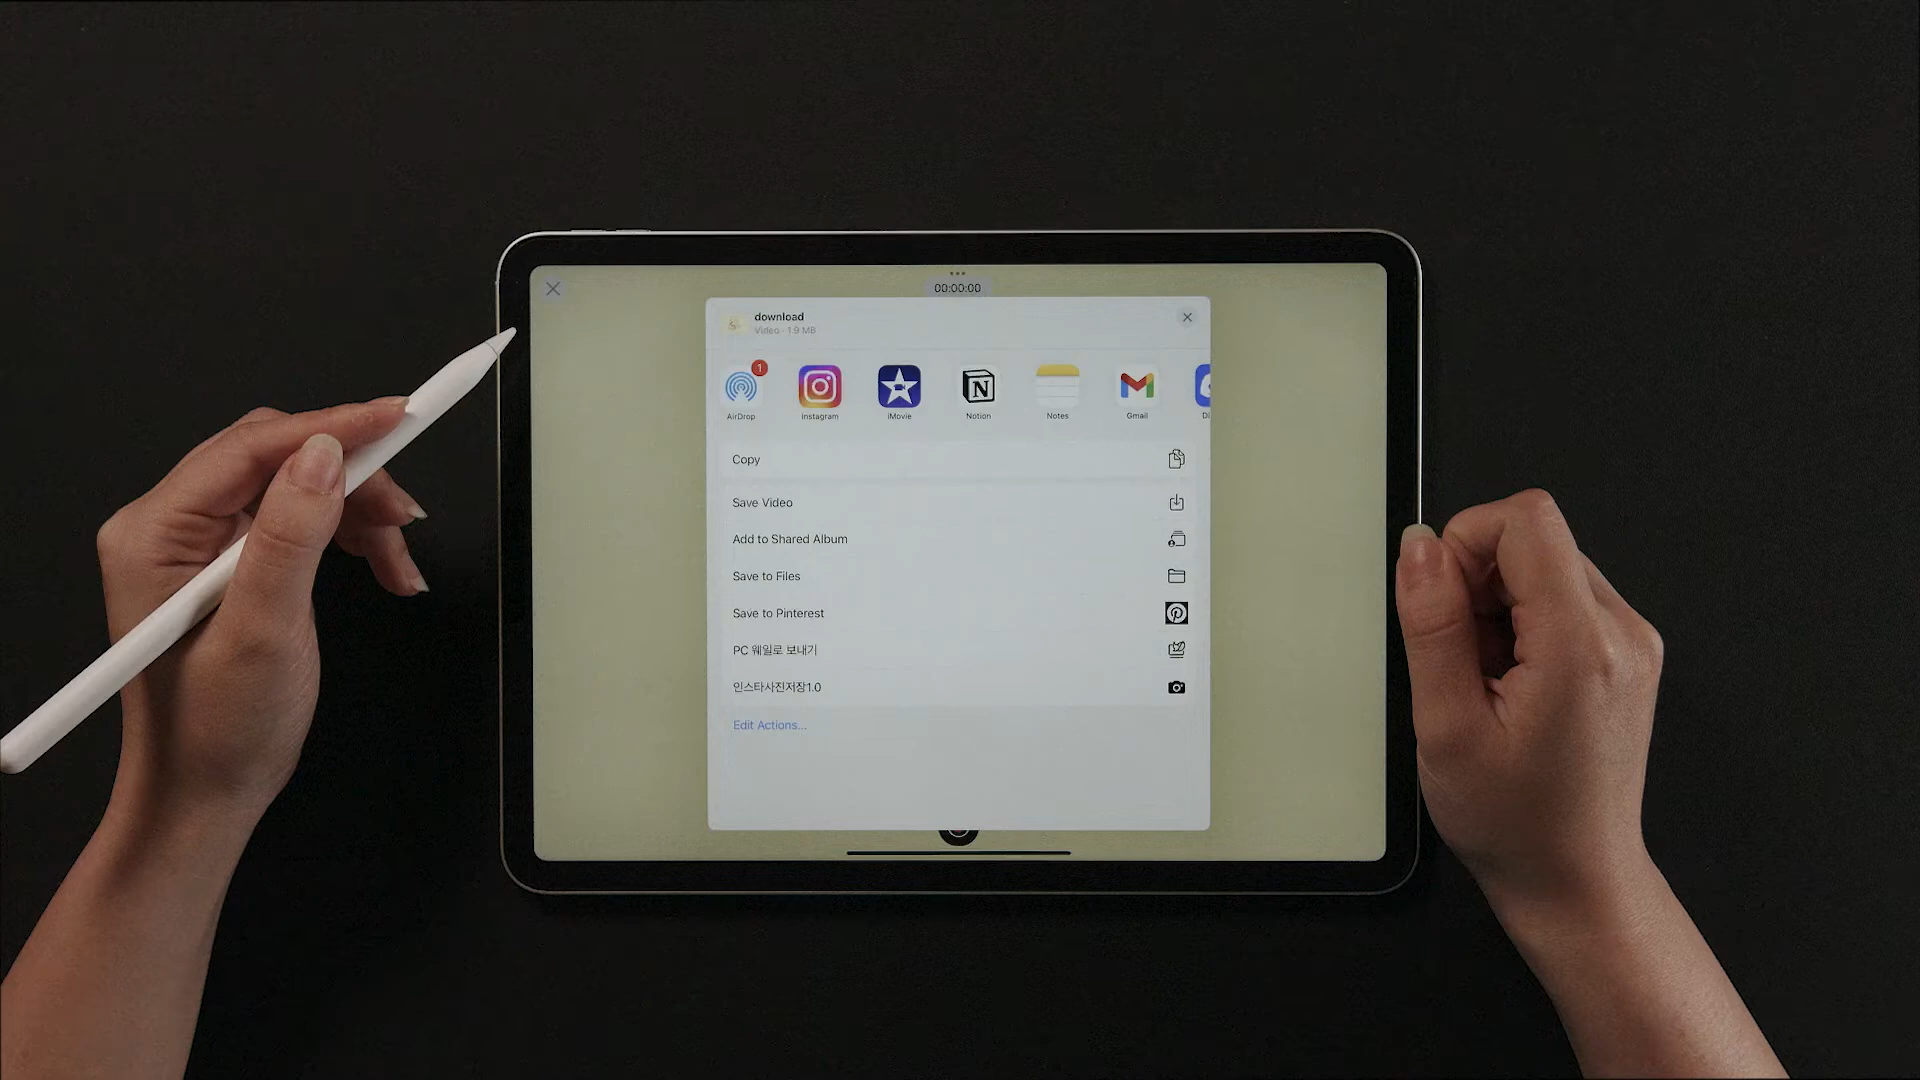 00:00:00
download
Video · 1.9 MB
1
AirDrop
Instagram
iMovie
Notion
Notes
Gmail
Di
Copy
Save Video
Add to Shared Album
Save to Files
Save to Pinterest
PC 웨일로 보내기
인스타사진저장1.0
Edit Actions...